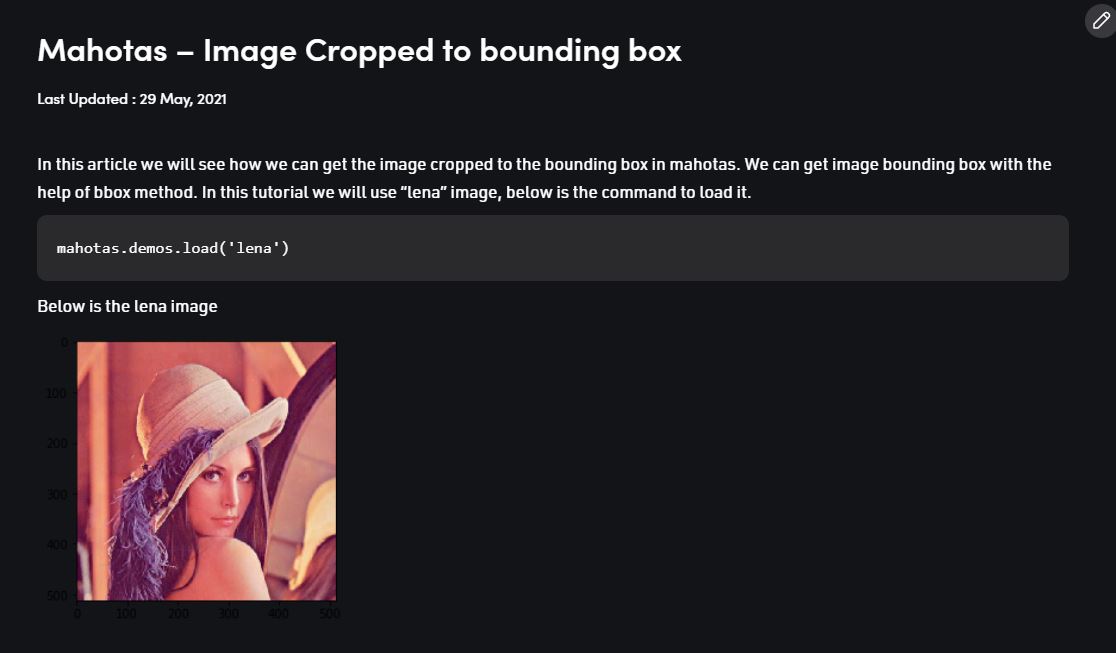 Mahotas – Image Cropped to bounding box
Last Updated : 29 May, 2021
In this article we will see how we can get the image cropped to the bounding box in mahotas. We can get image bounding box with the
help of bbox method. In this tutorial we will use “lena” image, below is the command to load it.
mahotas.demos.load('lena')
Below is the lena image
0
100
200
300
400
500
0 100 200 300 400 500